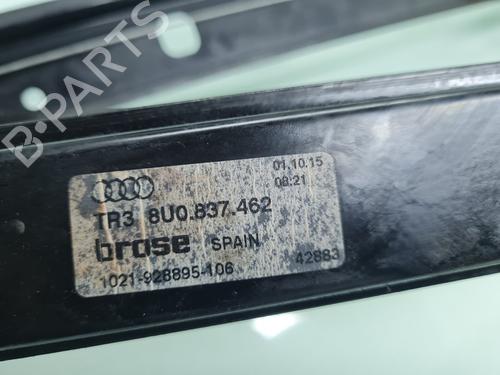 B-PARTS
01.10.15
08:21
TR3 8U0.837.462
brose SPAIN
1021-928895-106 42883